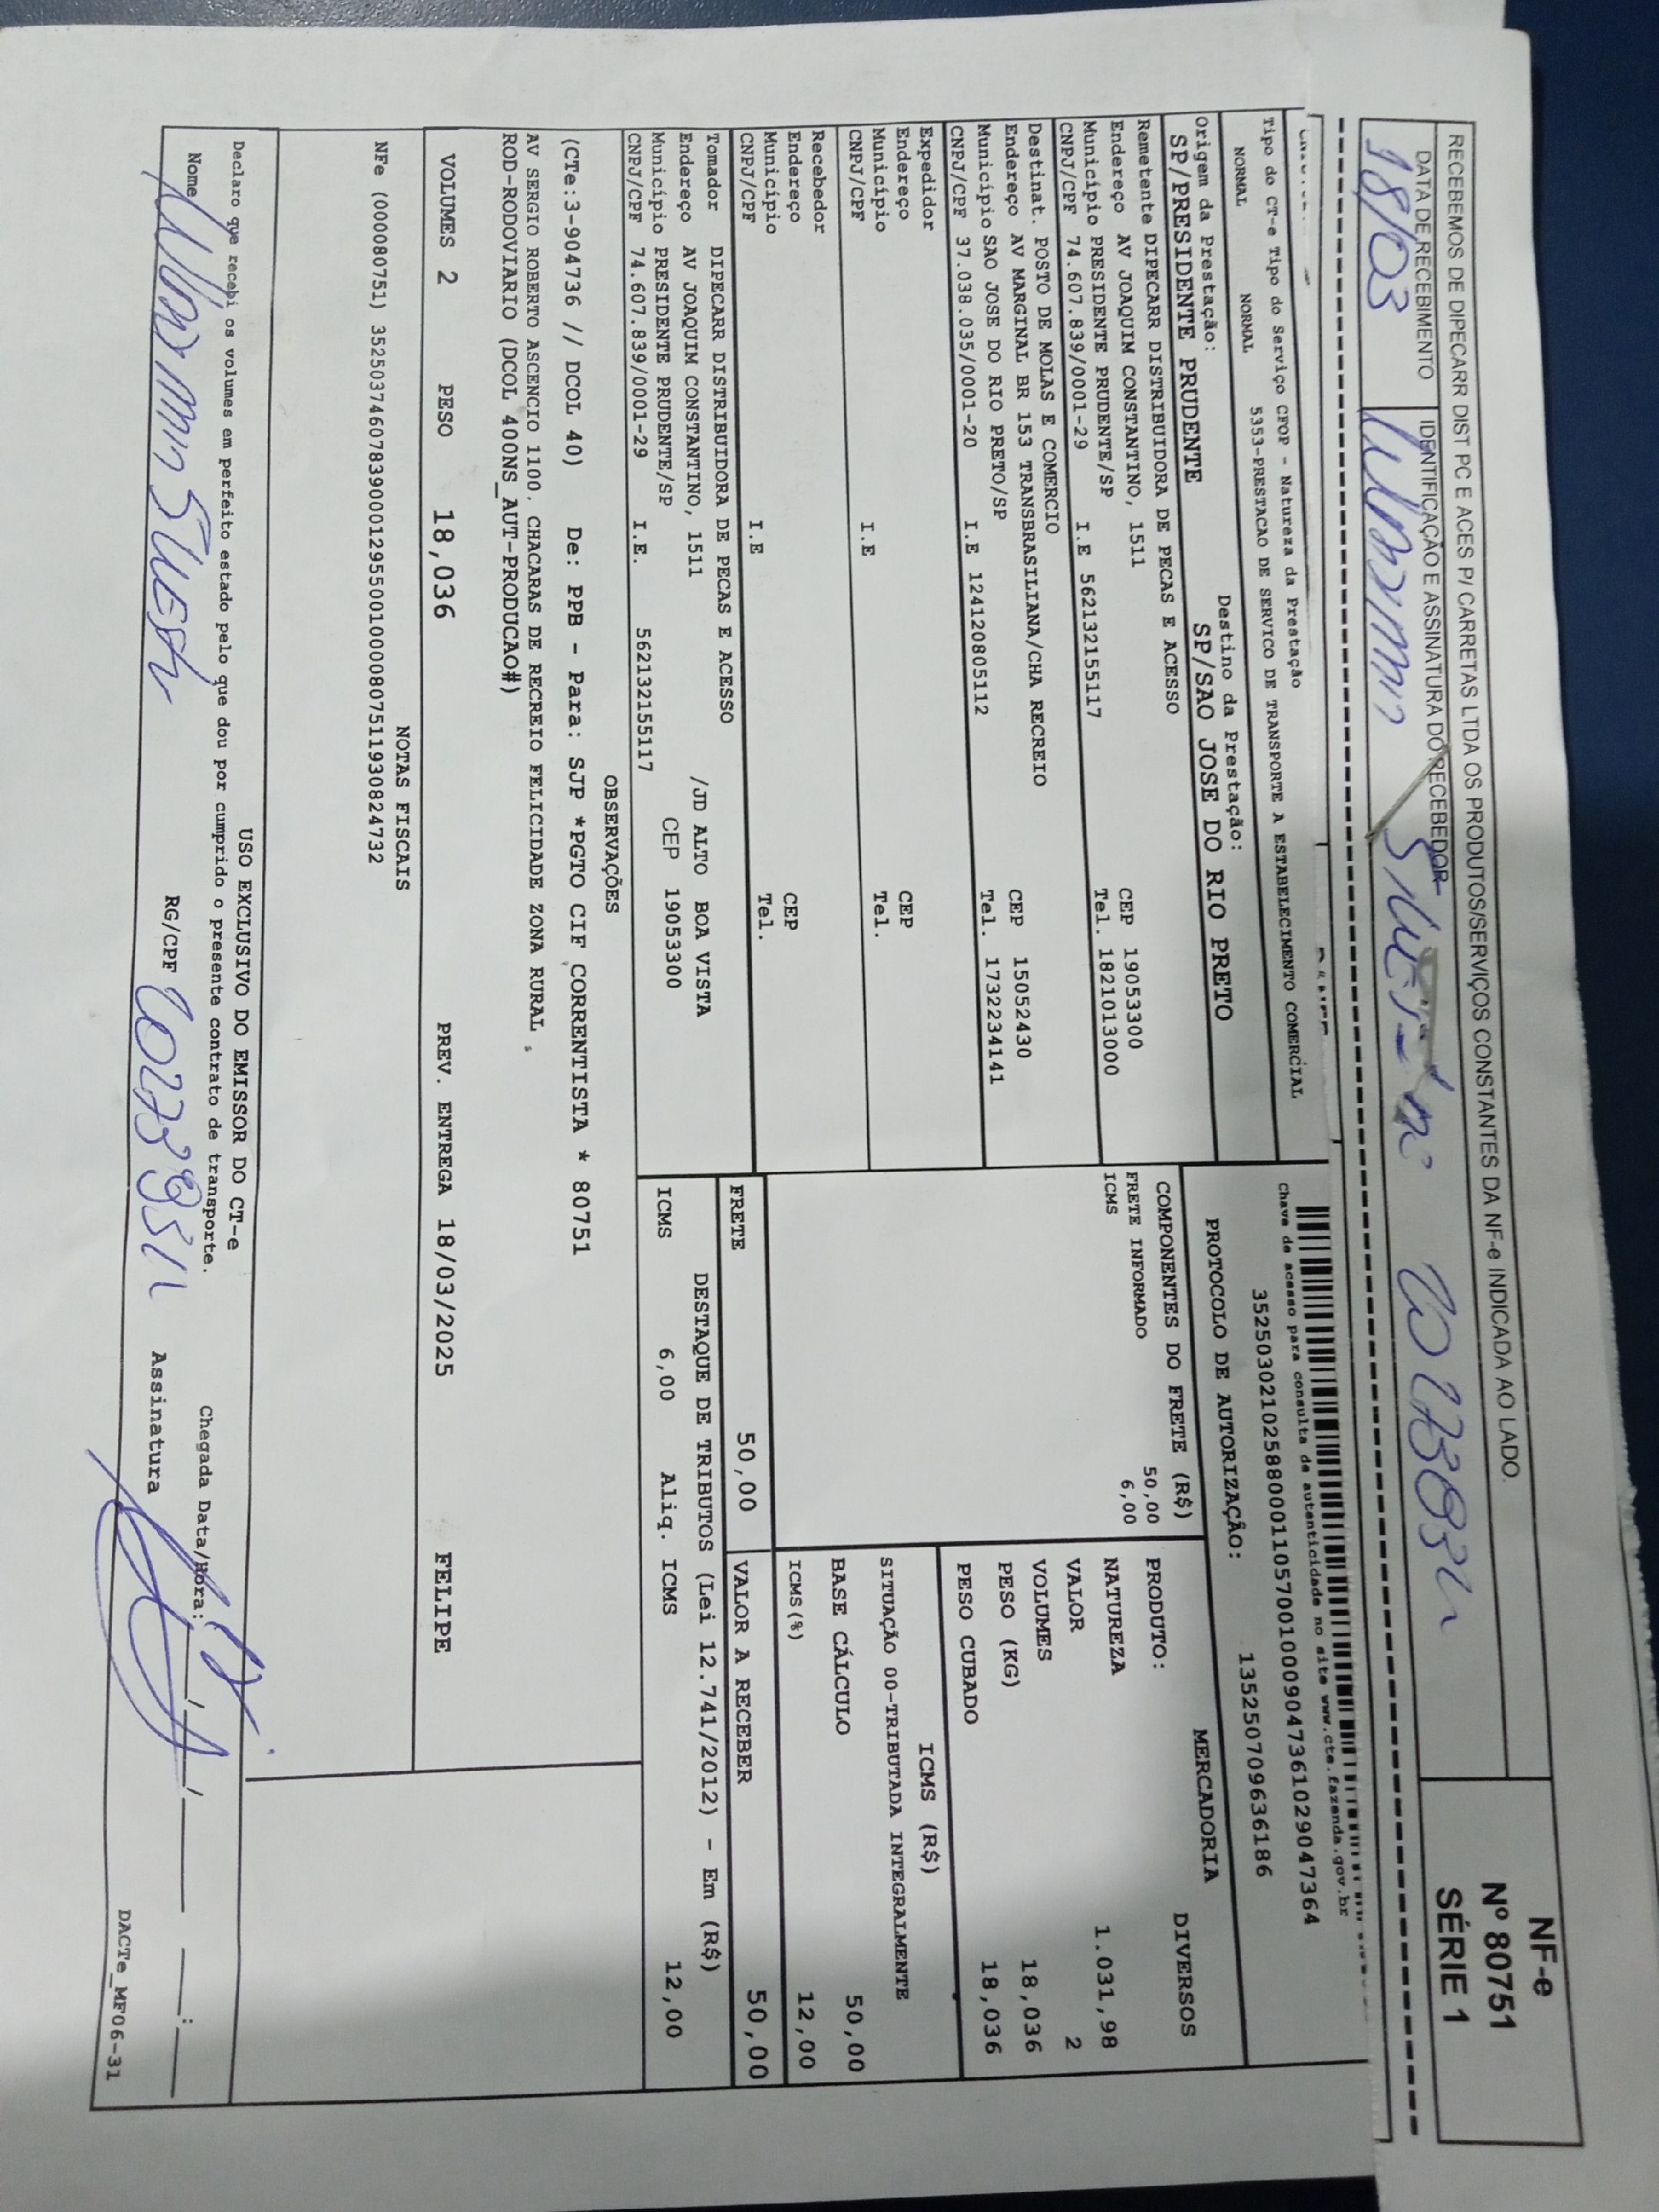 RECEBEMOS DE DIPECARR DIST PC E ACES P/ CARRETAS LTDA OS PRODUTOS/SERVIÇOS CONSTANTES DA NF-e INDICADA AO LADO.
DATA DE RECEBIMENTO IDENTIFICAÇÃO E ASSINATURA DO RECEBEDOR
18/03
NF-e
Nº 80751
SÉRIE 1
Tipo do CT-e Tipo do Serviço CFOP - Natureza da Prestação
NORMAL NORMAL 5353-PRESTACAO DE SERVICO DE TRANSPORTE A ESTABELECIMENTO COMERCIAL
Chave de acesso para consulta de autenticidade no site www.cte.fazenda.gov.br
35250302102588000110570010009047361029047364
Origem da Prestação: Destino da Prestação:
SP/PRESIDENTE PRUDENTE SP/SAO JOSE DO RIO PRETO
PROTOCOLO DE AUTORIZAÇÃO: 135250709636186
Remetente DIPECARR DISTRIBUIDORA DE PECAS E ACESSO
Endereço AV JOAQUIM CONSTANTINO, 1511 CEP 19053300
Município PRESIDENTE PRUDENTE/SP Tel. 1821013000
CNPJ/CPF 74.607.839/0001-29 I.E 562132155117
Destinat. POSTO DE MOLAS E COMERCIO
Endereço AV MARGINAL BR 153 TRANSBRASILIANA/CHA RECREIO
Município SAO JOSE DO RIO PRETO/SP CEP 15052430
CNPJ/CPF 37.038.035/0001-20 I.E 124120805112 Tel. 1732234141
Expedidor
Endereço
Município CEP
CNPJ/CPF I.E Tel.
Recebedor
Endereço
Município CEP
CNPJ/CPF I.E Tel.
Tomador DIPECARR DISTRIBUIDORA DE PECAS E ACESSO
Endereço AV JOAQUIM CONSTANTINO, 1511 /JD ALTO BOA VISTA
Município PRESIDENTE PRUDENTE/SP CEP 19053300
CNPJ/CPF 74.607.839/0001-29 I.E. 562132155117
COMPONENTES DO FRETE (R$)
FRETE INFORMADO 50,00
ICMS 6,00
MERCADORIA
PRODUTO: DIVERSOS
NATUREZA
VALOR 1.031,98
VOLUMES 2
PESO (KG) 18,036
PESO CUBADO 18,036
ICMS (R$)
SITUAÇÃO 00-TRIBUTADA INTEGRALMENTE
BASE CÁLCULO 50,00
ICMS(%) 12,00
FRETE 50,00 VALOR A RECEBER 50,00
DESTAQUE DE TRIBUTOS (Lei 12.741/2012) - Em (R$)
ICMS 6,00 Aliq. ICMS 12,00
OBSERVAÇÕES
(CTe:3-904736 // DCOL 40) De: PPB - Para: SJP *PGTO CIF CORRENTISTA * 80751
AV SERGIO ROBERTO ASCENCIO 1100, CHACARAS DE RECREIO FELICIDADE ZONA RURAL
ROD-RODOVIARIO (DCOL 400NS_AUT-PRODUCAO#)
VOLUMES 2 PESO 18,036 PREV. ENTREGA 18/03/2025 FELIPE
NOTAS FISCAIS
NFe (000080751) 35250374607839000129550010000807511930824732
USO EXCLUSIVO DO EMISSOR DO CT-e
Declaro que recebi os volumes em perfeito estado pelo que dou por cumprido o presente contrato de transporte.
Chegada Data/Hora:
Nome RG/CPF Assinatura
DACTe_MF06-31